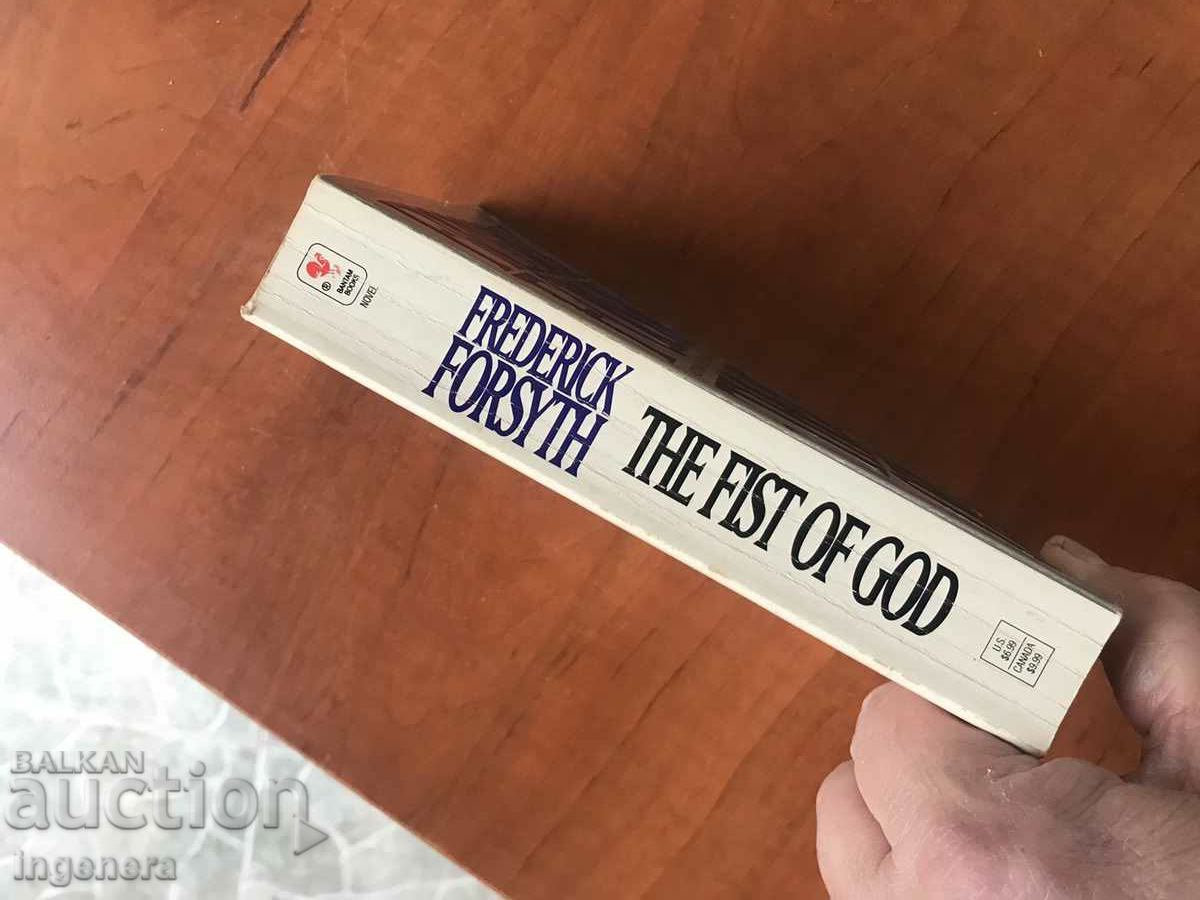 ®
BANTAM
BOOKS
NOVEL
FREDERICK
FORSYTH
THE FIST OF GOD
U.S.
$6.99
CANADA
$9.99
BALKAN
auction
ingenera